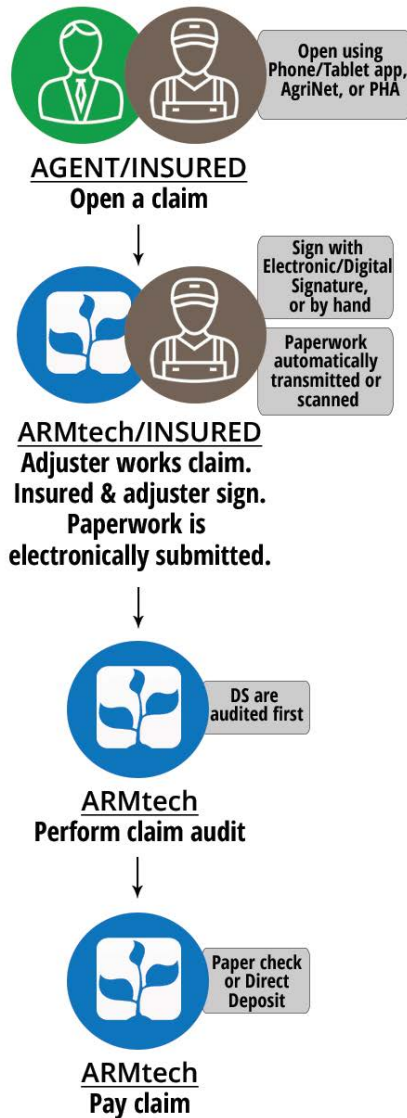 Open using
Phone/Tablet app,
AgriNet, or PHA
AGENT/INSURED
Open a claim
Sign with
Electronic/Digital
Signature,
or by hand
Paperwork
automatically
transmitted or
scanned
ARMtech/INSURED
Adjuster works claim.
Insured & adjuster sign.
Paperwork is
electronically submitted.
DS are
audited first
ARMtech
Perform claim audit
Paper check
or Direct
Deposit
ARMtech
Pay claim